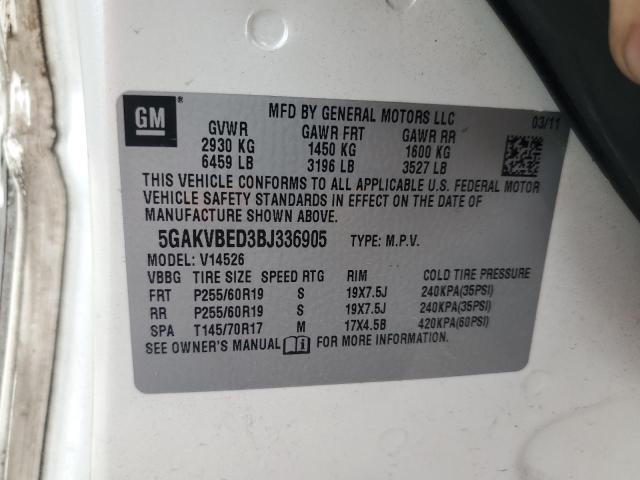 GM ®
MFD BY GENERAL MOTORS LLC
03/11
GVWR GAWR FRT GAWR RR
2930 KG 1450 KG 1600 KG
6459 LB 3196 LB 3527 LB
THIS VEHICLE CONFORMS TO ALL APPLICABLE U.S. FEDERAL MOTOR
VEHICLE SAFETY STANDARDS IN EFFECT ON THE DATE OF
MANUFACTURE SHOWN ABOVE.
5GAKVBED3BJ336905 TYPE: M.P.V.
MODEL: V14526
VBBG TIRE SIZE SPEED RTG RIM COLD TIRE PRESSURE
FRT P255/60R19 S 19X7.5J 240KPA(35PSI)
RR P255/60R19 S 19X7.5J 240KPA(35PSI)
SPA T145/70R17 M 17X4.5B 420KPA(60PSI)
SEE OWNER'S MANUAL FOR MORE INFORMATION.